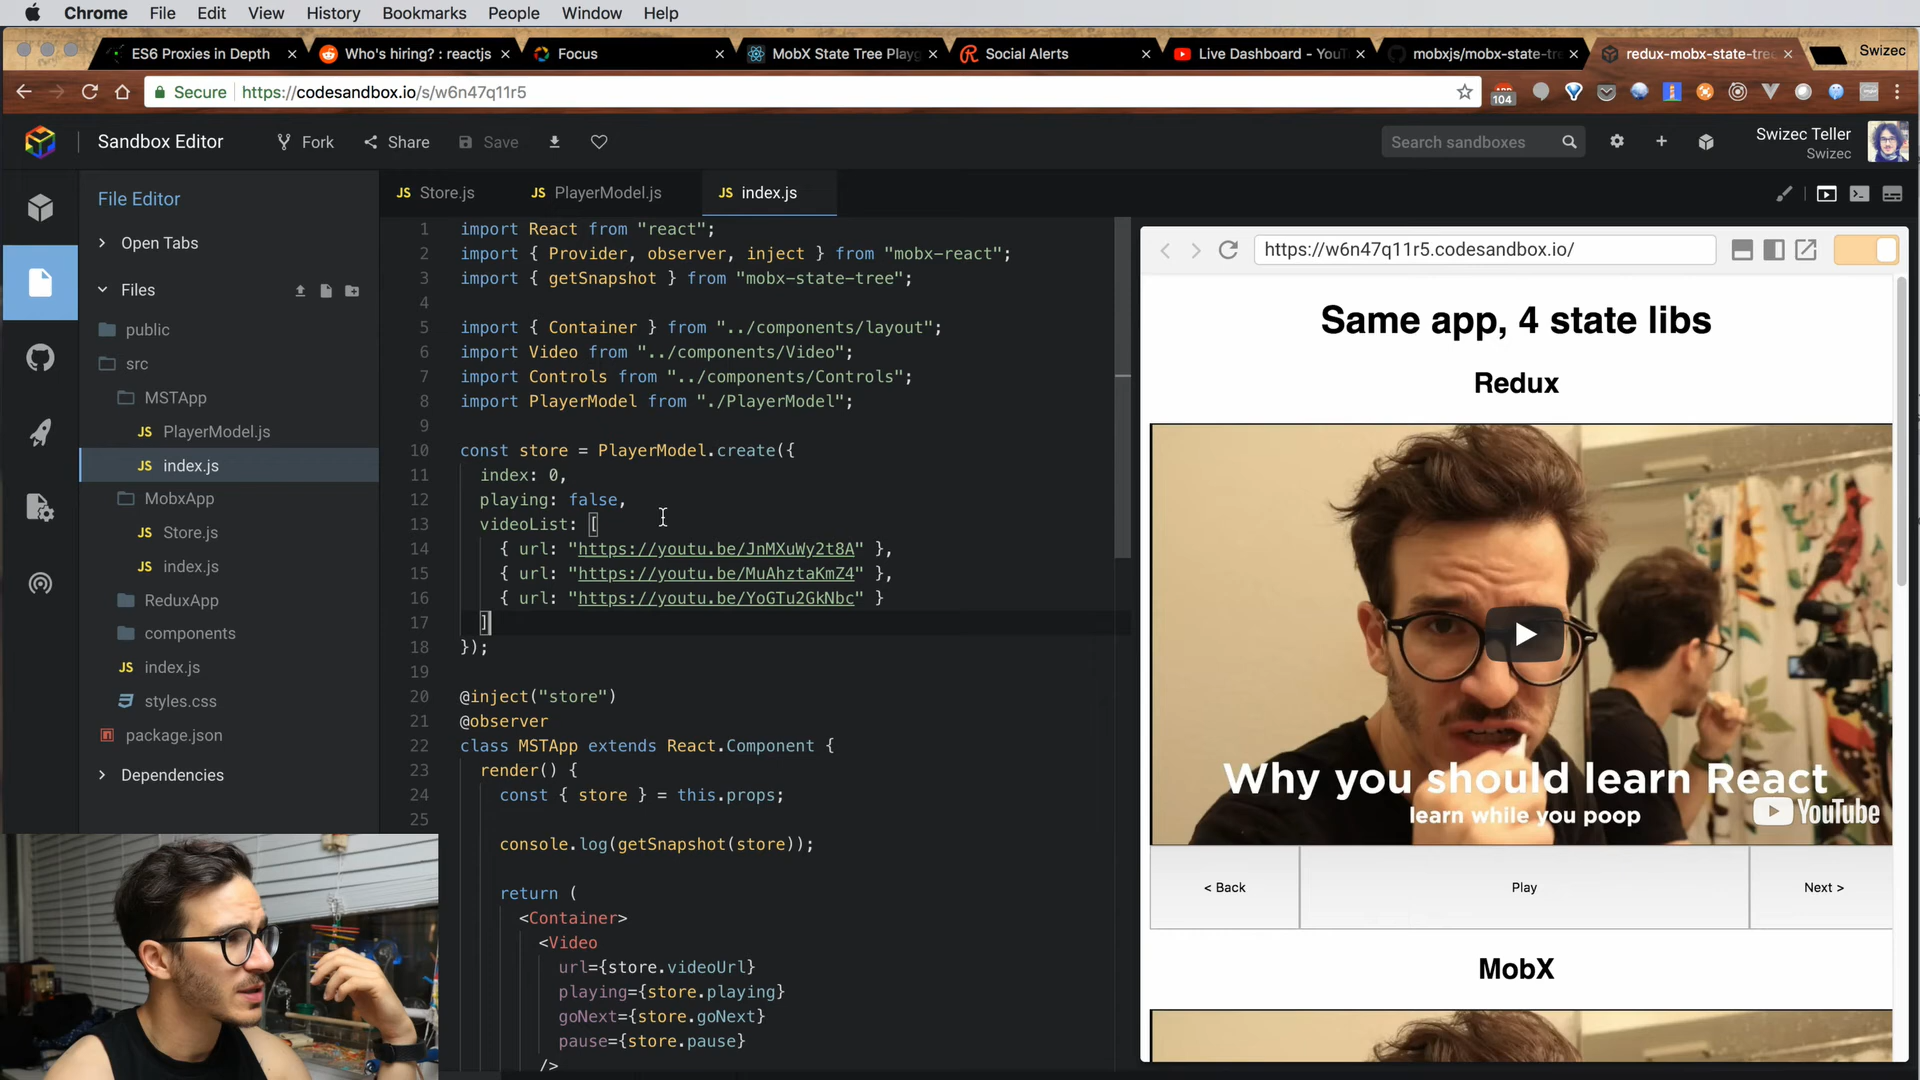 Chrome File Edit View History Bookmarks People Window Help
ES6 Proxies in Depth
Who's hiring? : reactjs
Focus
MobX State Tree Playg
Social Alerts
Live Dashboard - YouT
mobxjs/mobx-state-tre
redux-mobx-state-tree
Swizec
Secure https://codesandbox.io/s/w6n47q11r5
104
Sandbox Editor Fork Share Save
Search sandboxes
Swizec Teller
Swizec
File Editor
Open Tabs
Files
public
src
MSTApp
JS PlayerModel.js
JS index.js
MobxApp
JS Store.js
JS index.js
ReduxApp
components
JS index.js
styles.css
package.json
Dependencies
JS Store.js JS PlayerModel.js JS index.js
1 import React from "react";
2 import { Provider, observer, inject } from "mobx-react";
3 import { getSnapshot } from "mobx-state-tree";
4
5 import { Container } from "../components/layout";
6 import Video from "../components/Video";
7 import Controls from "../components/Controls";
8 import PlayerModel from "./PlayerModel";
9
10 const store = PlayerModel.create({
11 index: 0,
12 playing: false,
13 videoList: [
14 { url: "https://youtu.be/JnMXuWy2t8A" },
15 { url: "https://youtu.be/MuAhztaKmZ4" },
16 { url: "https://youtu.be/YoGTu2GkNbc" }
17 ]
18 });
19
20 @inject("store")
21 @observer
22 class MSTApp extends React.Component {
23 render() {
24 const { store } = this.props;
25
console.log(getSnapshot(store));
return (
<Container>
<Video
url={store.videoUrl}
playing={store.playing}
goNext={store.goNext}
pause={store.pause}
/>
https://w6n47q11r5.codesandbox.io/
Same app, 4 state libs
Redux
Why you should learn React
learn while you poop
YouTube
< Back Play Next >
MobX